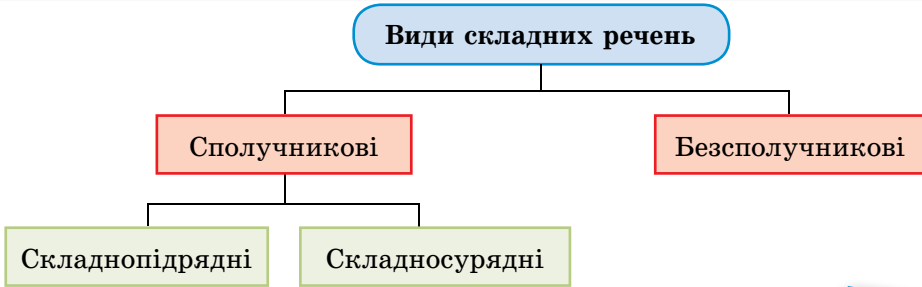 Види складних речень
Сполучникові
Безсполучникові
Складнопідрядні
Складносурядні